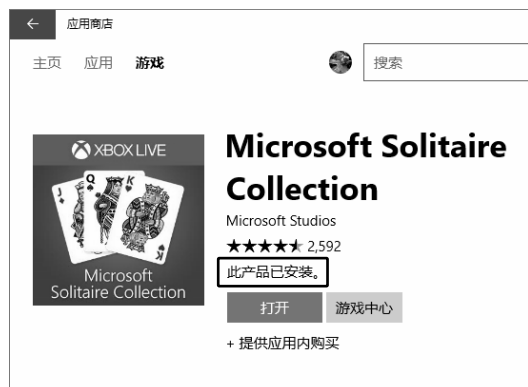 应用商店
主页 应用 游戏 搜索
XBOX LIVE
J Q K
Microsoft
Solitaire Collection
Microsoft Solitaire
Collection
Microsoft Studios
2,592
此产品已安装。
打开 游戏中心
+ 提供应用内购买